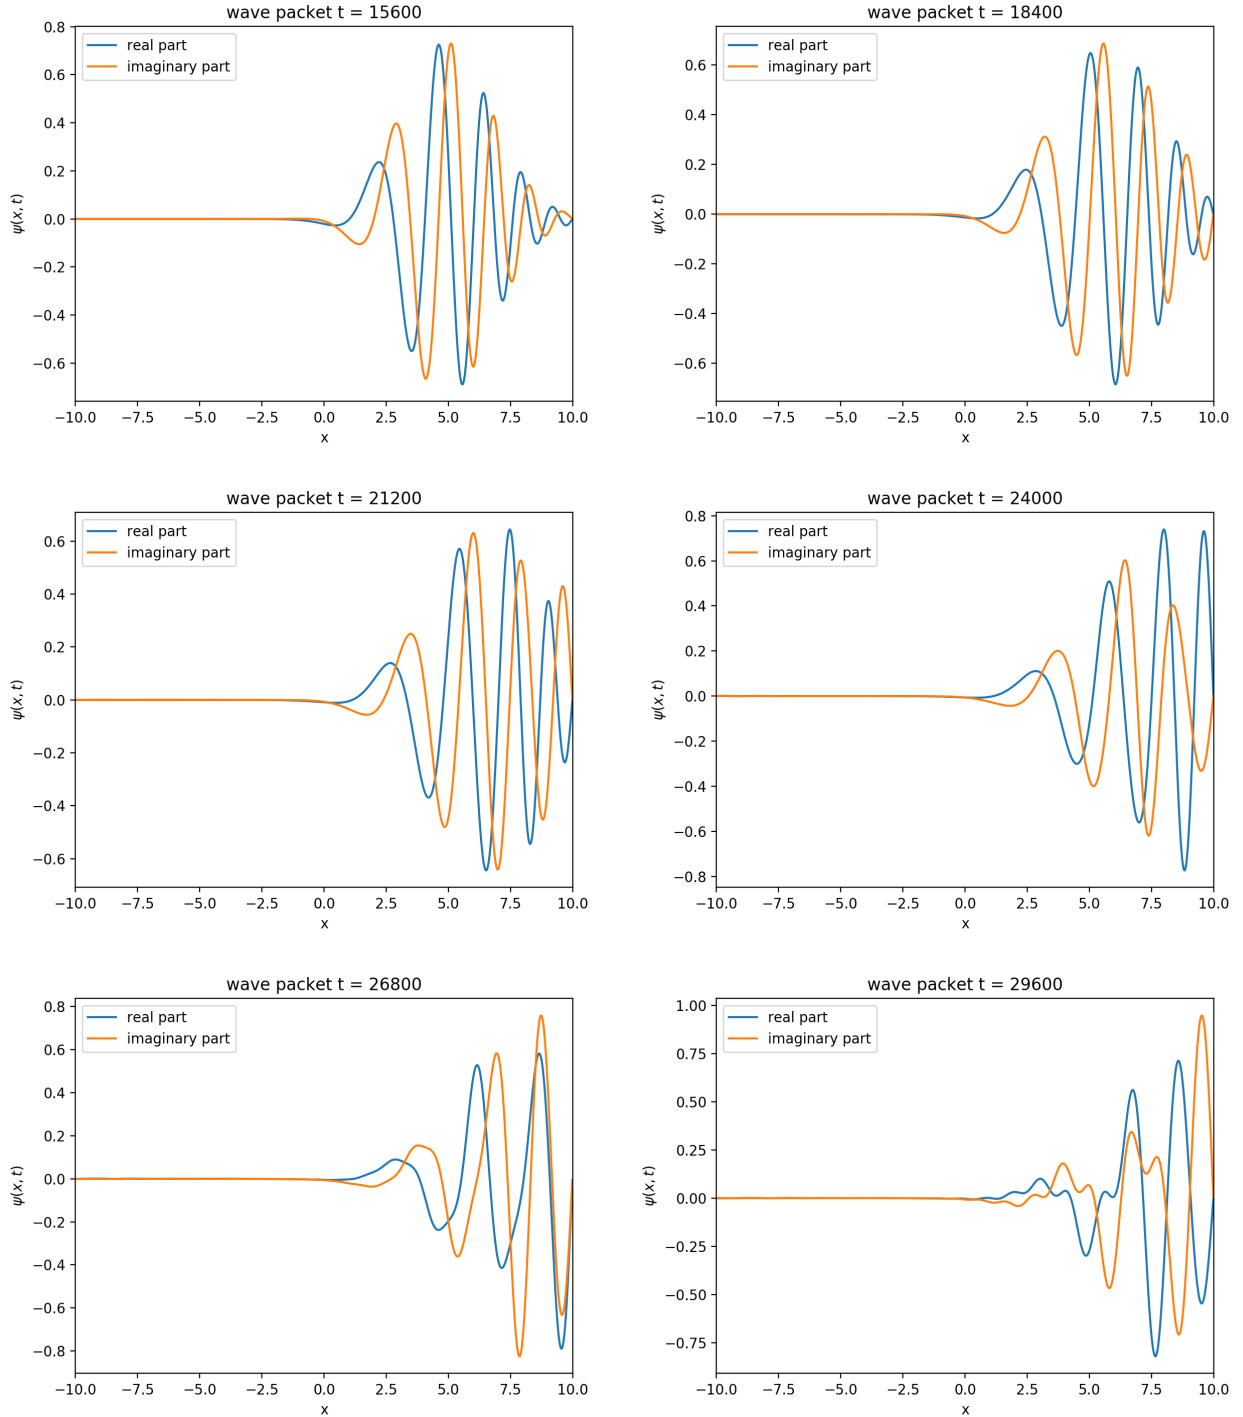 wave packet t = 15600
real part
imaginary part
0.8
0.6
0.4
0.2
0.0
−0.2
−0.4
−0.6
ψ(x, t)
−10.0 −7.5 −5.0 −2.5 0.0 2.5 5.0 7.5 10.0
x
wave packet t = 18400
real part
imaginary part
0.6
0.4
0.2
0.0
−0.2
−0.4
−0.6
ψ(x, t)
−10.0 −7.5 −5.0 −2.5 0.0 2.5 5.0 7.5 10.0
x
wave packet t = 21200
real part
imaginary part
0.6
0.4
0.2
0.0
−0.2
−0.4
−0.6
ψ(x, t)
−10.0 −7.5 −5.0 −2.5 0.0 2.5 5.0 7.5 10.0
x
wave packet t = 24000
real part
imaginary part
0.8
0.6
0.4
0.2
0.0
−0.2
−0.4
−0.6
−0.8
ψ(x, t)
−10.0 −7.5 −5.0 −2.5 0.0 2.5 5.0 7.5 10.0
x
wave packet t = 26800
real part
imaginary part
0.8
0.6
0.4
0.2
0.0
−0.2
−0.4
−0.6
−0.8
ψ(x, t)
−10.0 −7.5 −5.0 −2.5 0.0 2.5 5.0 7.5 10.0
x
wave packet t = 29600
real part
imaginary part
1.00
0.75
0.50
0.25
0.00
−0.25
−0.50
−0.75
ψ(x, t)
−10.0 −7.5 −5.0 −2.5 0.0 2.5 5.0 7.5 10.0
x